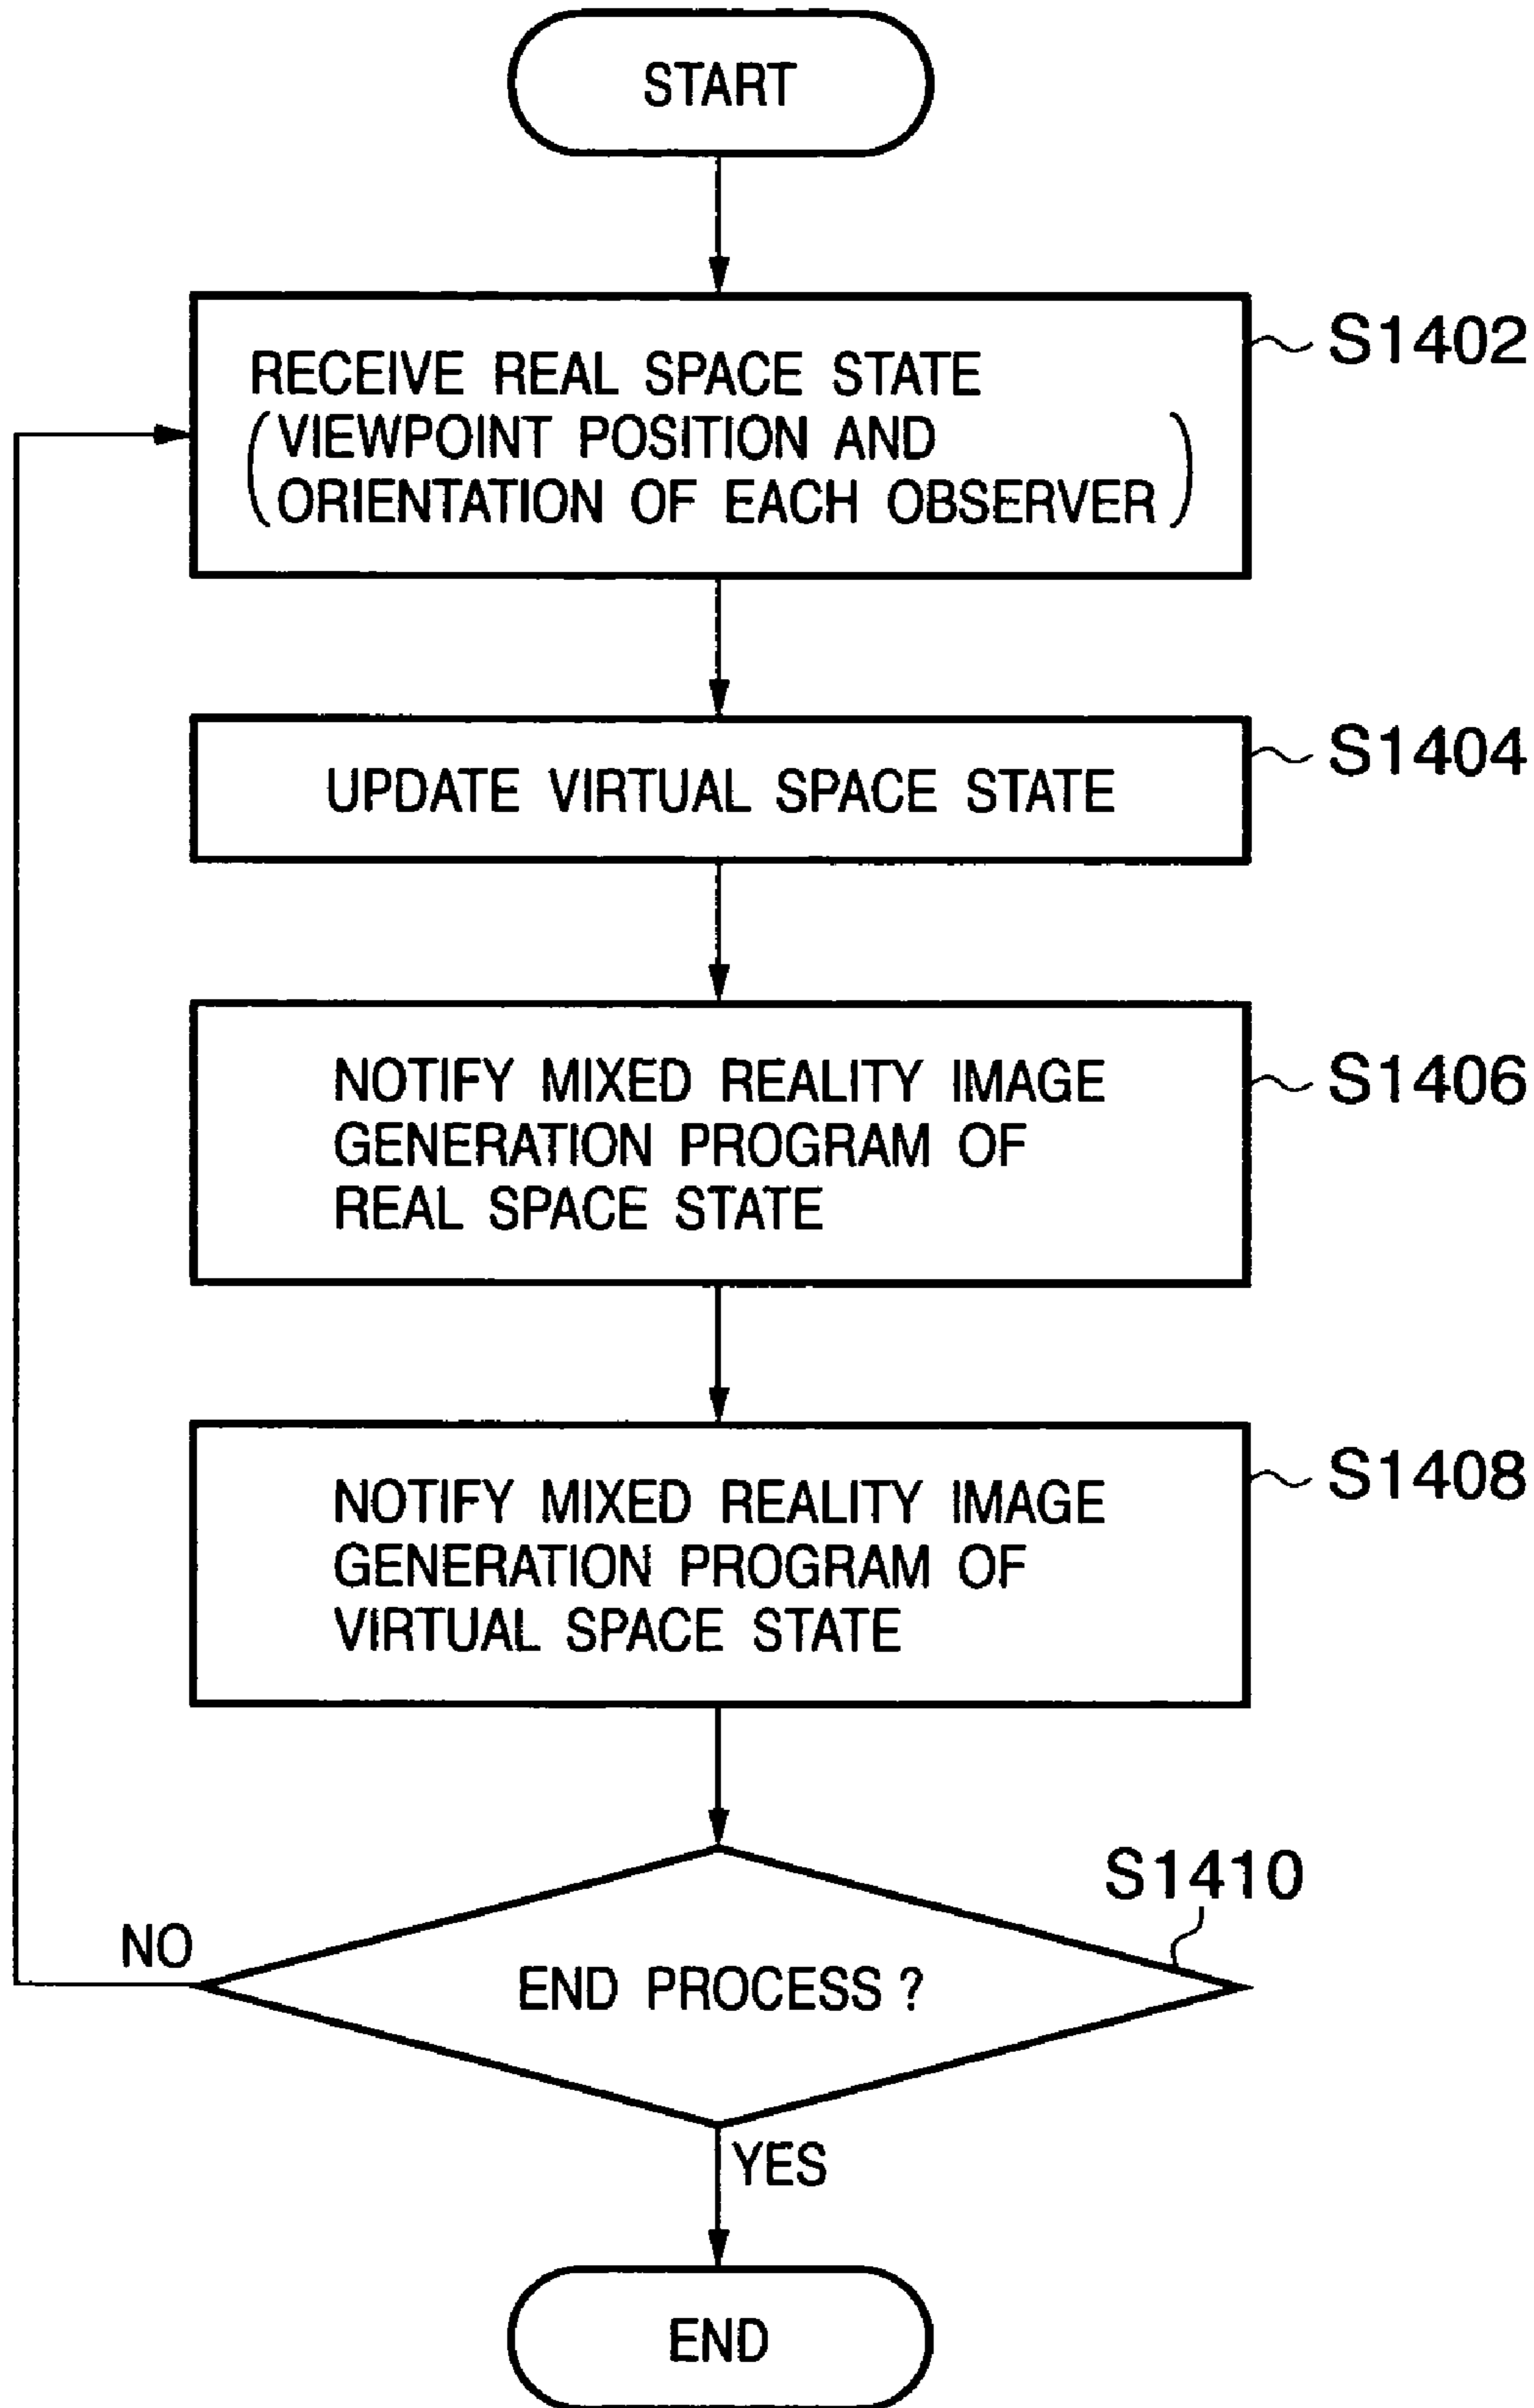 START
S1402
RECEIVE REAL SPACE STATE
(VIEWPOINT POSITION AND
ORIENTATION OF EACH OBSERVER)
S1404
UPDATE VIRTUAL SPACE STATE
S1406
NOTIFY MIXED REALITY IMAGE
GENERATION PROGRAM OF
REAL SPACE STATE
S1408
NOTIFY MIXED REALITY IMAGE
GENERATION PROGRAM OF
VIRTUAL SPACE STATE
S1410
NO
END PROCESS ?
YES
END